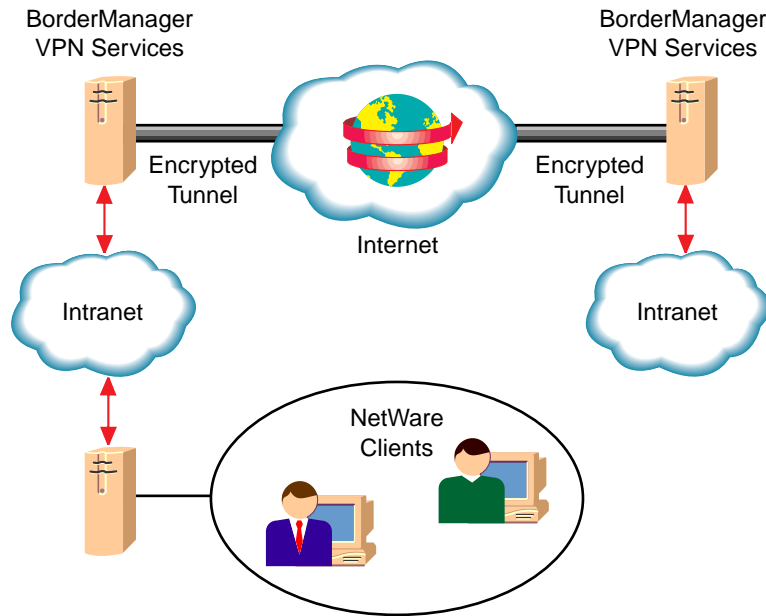 BorderManager
VPN Services
BorderManager
VPN Services
Encrypted
Tunnel
Encrypted
Tunnel
Internet
Intranet
Intranet
NetWare
Clients